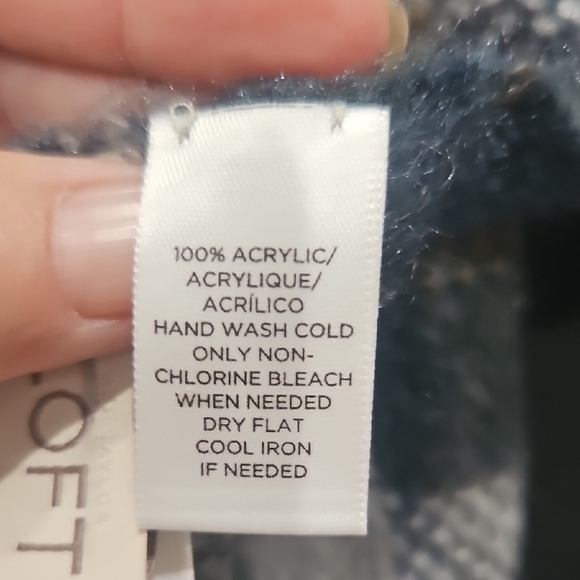 100% ACRYLIC/
ACRYLIQUE/
ACRÍLICO
HAND WASH COLD
ONLY NON-
CHLORINE BLEACH
WHEN NEEDED
DRY FLAT
COOL IRON
IF NEEDED
LOFT